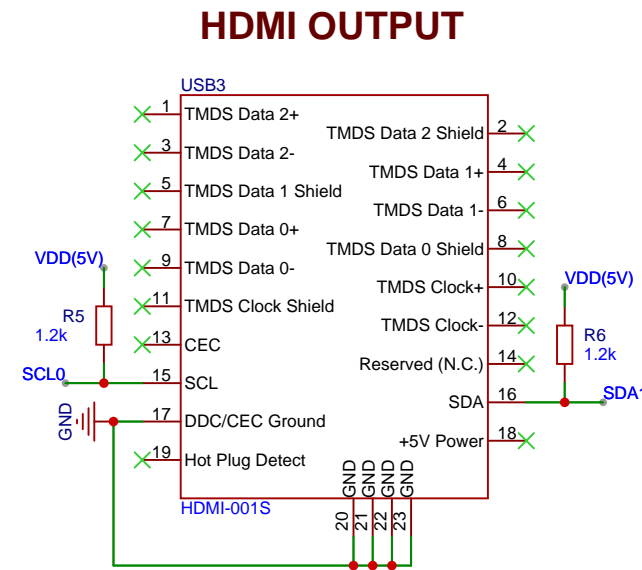 HDMI OUTPUT
USB3
1 TMDS Data 2+
TMDS Data 2 Shield 2
3 TMDS Data 2-
TMDS Data 1+ 4
5 TMDS Data 1 Shield
TMDS Data 1- 6
7 TMDS Data 0+
TMDS Data 0 Shield 8
VDD(5V)
9 TMDS Data 0-
TMDS Clock+ 10
VDD(5V)
11 TMDS Clock Shield
R5
1.2k
TMDS Clock- 12
R6
1.2k
13 CEC
Reserved (N.C.) 14
SCL0
15 SCL
SDA 16
SDA1
GND
17 DDC/CEC Ground
+5V Power 18
19 Hot Plug Detect
GND GND GND GND
HDMI-001S
20 21 22 23